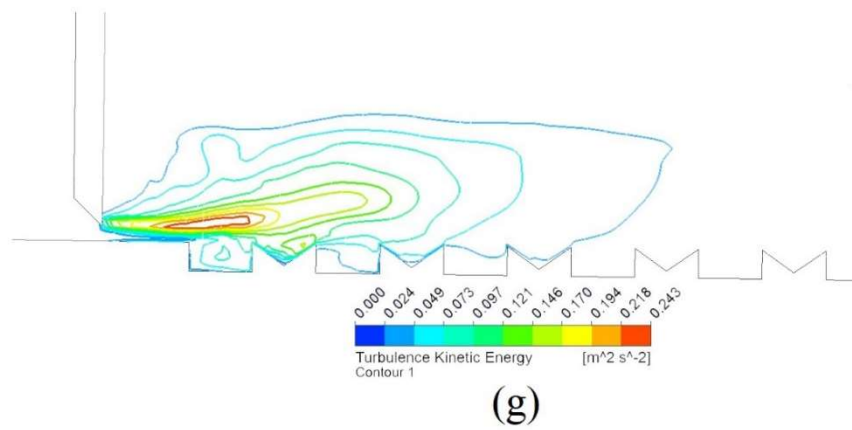 0.000 0.024 0.049 0.073 0.097 0.121 0.146 0.170 0.194 0.218 0.243
Turbulence Kinetic Energy [m^2 s^-2]
Contour 1
(g)